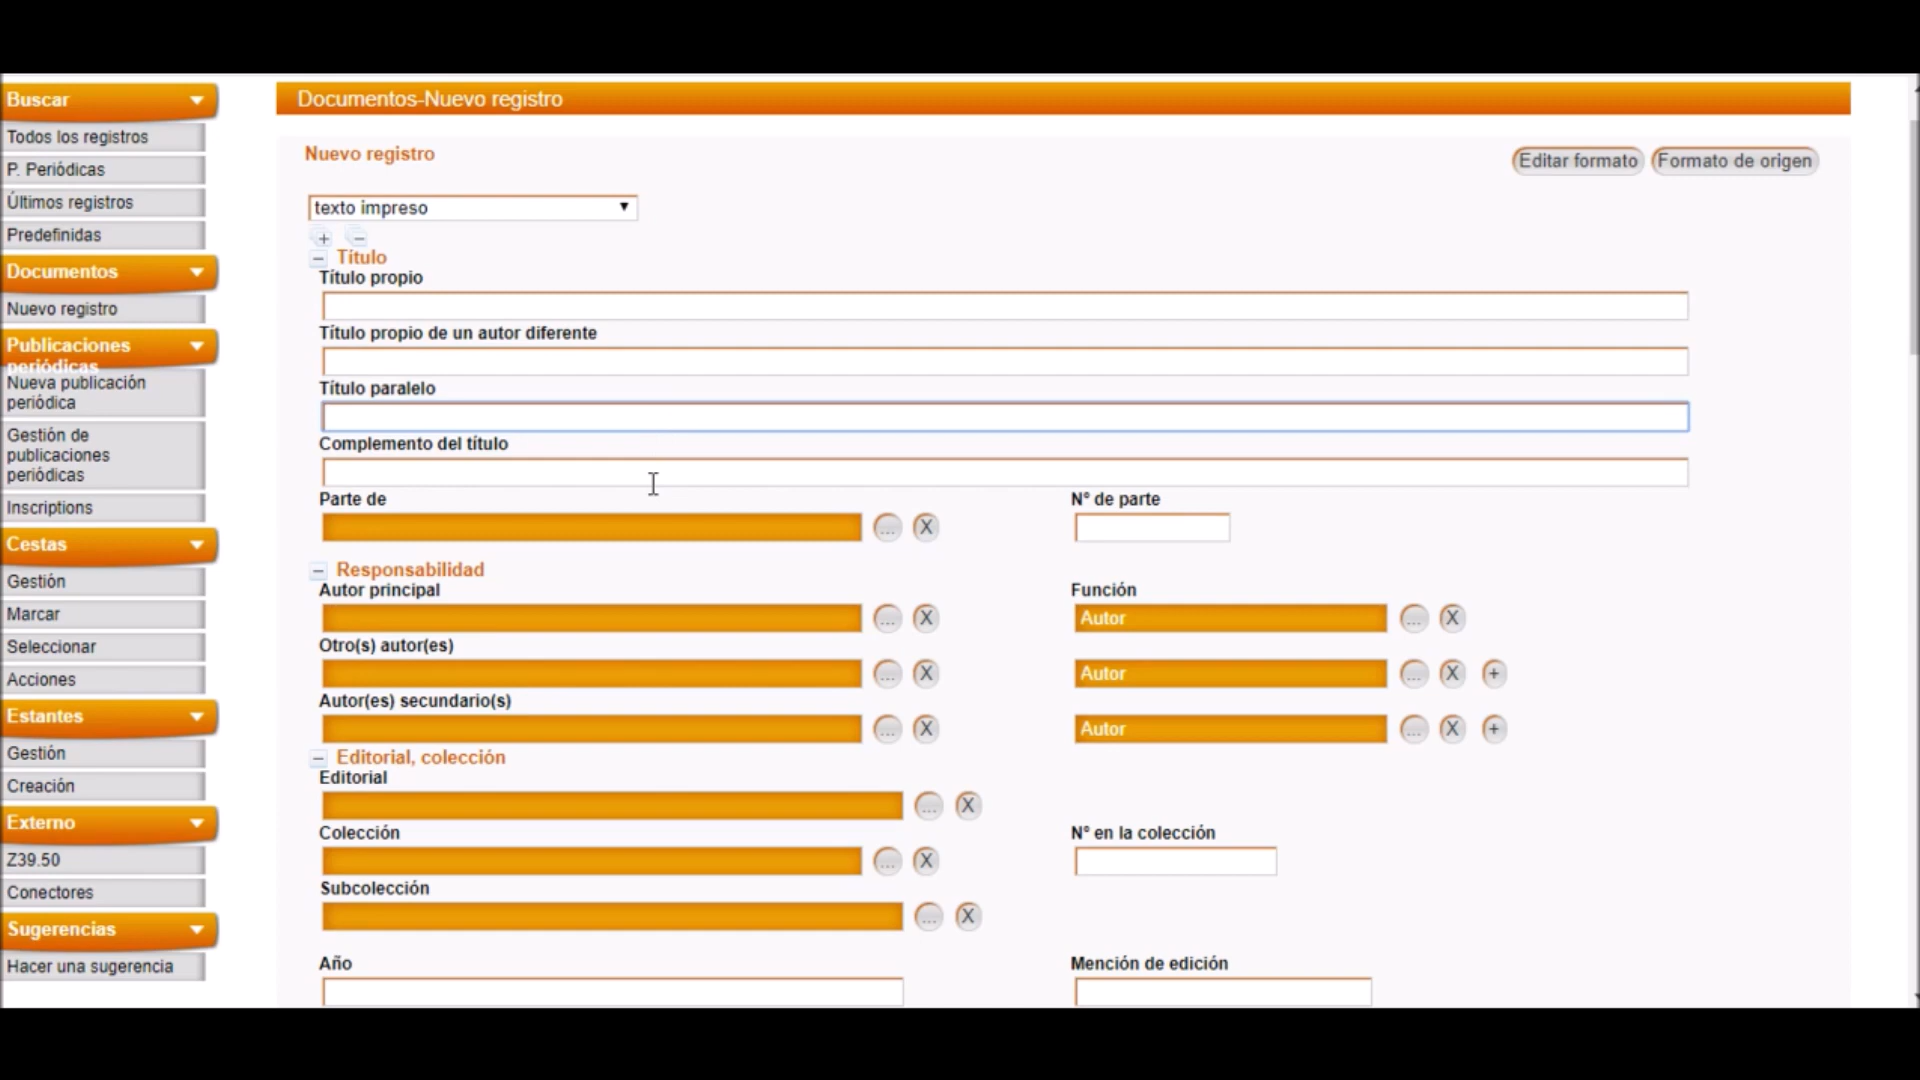 Buscar
Todos los registros
P. Periódicas
Últimos registros
Predefinidas
Documentos
Nuevo registro
Publicaciones
periódicas
Nueva publicación
periódica
Gestión de
publicaciones
periódicas
Inscriptions
Cestas
Gestión
Marcar
Seleccionar
Acciones
Estantes
Gestión
Creación
Externo
Z39.50
Conectores
Sugerencias
Hacer una sugerencia
Documentos-Nuevo registro
Nuevo registro
Editar formato Formato de origen
texto impreso
Título
Título propio
Título propio de un autor diferente
Título paralelo
Complemento del título
Parte de Nº de parte
... X
Responsabilidad
Autor principal Función
... X Autor ... X
Otro(s) autor(es)
... X Autor ... X +
Autor(es) secundario(s)
... X Autor ... X +
Editorial, colección
Editorial
... X
Colección Nº en la colección
... X
Subcolección
... X
Año Mención de edición